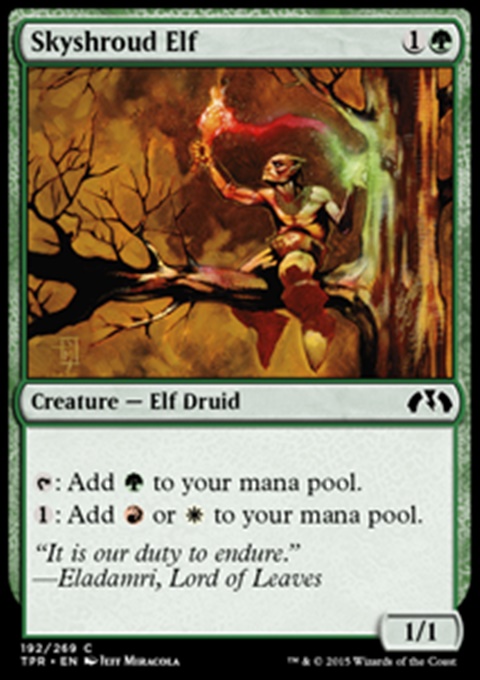 Skyshroud Elf 1
Creature — Elf Druid
: Add to your mana pool.
1: Add or to your mana pool.
“It is our duty to endure.”
—Eladamri, Lord of Leaves
1/1
192/269 C
TPR • EN Jeff Miracola
™ & © 2015 Wizards of the Coast